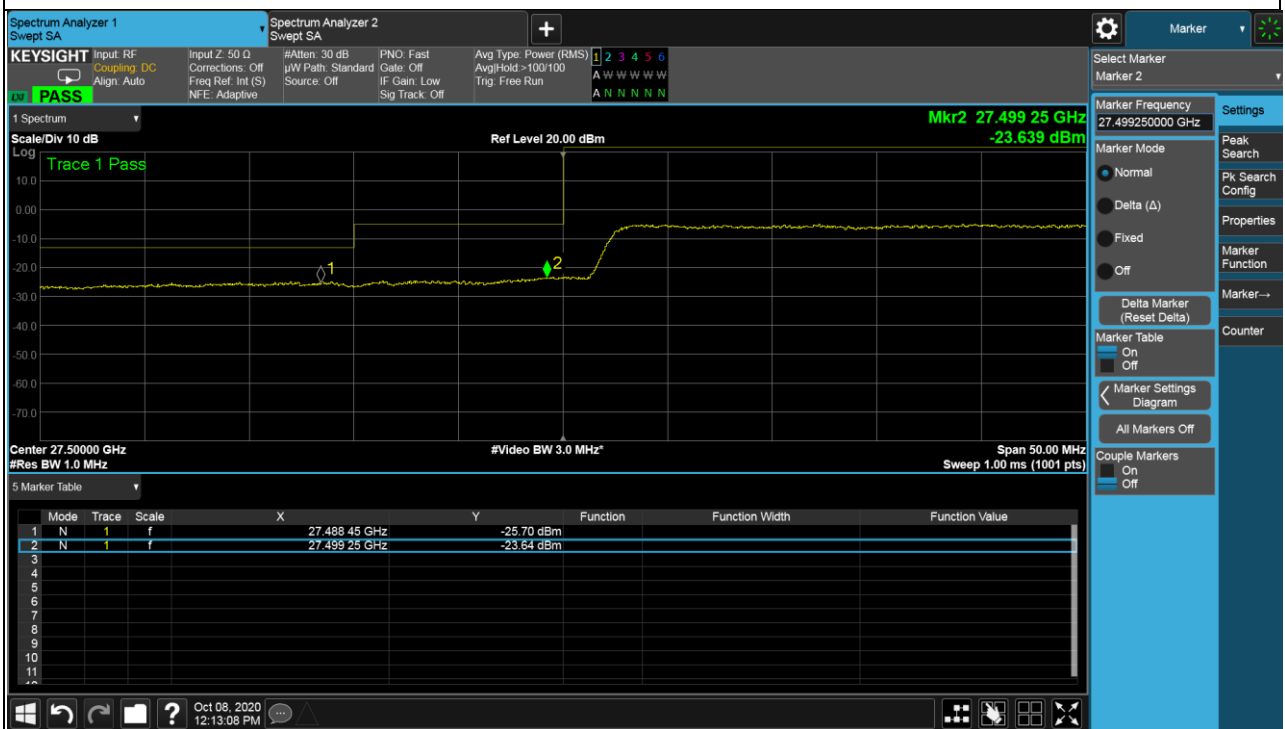 Spectrum Analyzer 1
Swept SA
Spectrum Analyzer 2
Swept SA
Marker
KEYSIGHT
Input: RF
Coupling: DC
Align: Auto
Input Z: 50 Ω
Corrections: Off
Freq Ref: Int (S)
NFE: Adaptive
#Atten: 30 dB
µW Path: Standard
Source: Off
PNO: Fast
Gate: Off
IF Gain: Low
Sig Track: Off
Avg Type: Power (RMS)
Avg|Hold:>100/100
Trig: Free Run
1 2 3 4 5 6
A W W W W W
A N N N N N
LXI PASS
1 Spectrum
Scale/Div 10 dB
Ref Level 20.00 dBm
Mkr2 27.499 25 GHz
-23.639 dBm
Log
Trace 1 Pass
10.0
0.00
-10.0
-20.0
-30.0
-40.0
-50.0
-60.0
-70.0
1
2
Center 27.50000 GHz
#Res BW 1.0 MHz
#Video BW 3.0 MHz*
Span 50.00 MHz
Sweep 1.00 ms (1001 pts)
5 Marker Table
Mode Trace Scale X Y Function Function Width Function Value
1 N 1 f 27.488 45 GHz -25.70 dBm
2 N 1 f 27.499 25 GHz -23.64 dBm
3
4
5
6
7
8
9
10
11
Select Marker
Marker 2
Marker Frequency
27.499250000 GHz
Marker Mode
Normal
Delta (Δ)
Fixed
Off
Delta Marker
(Reset Delta)
Marker Table
On
Off
Marker Settings
Diagram
All Markers Off
Couple Markers
On
Off
Settings
Peak
Search
Pk Search
Config
Properties
Marker
Function
Marker→
Counter
?
Oct 08, 2020
12:13:08 PM